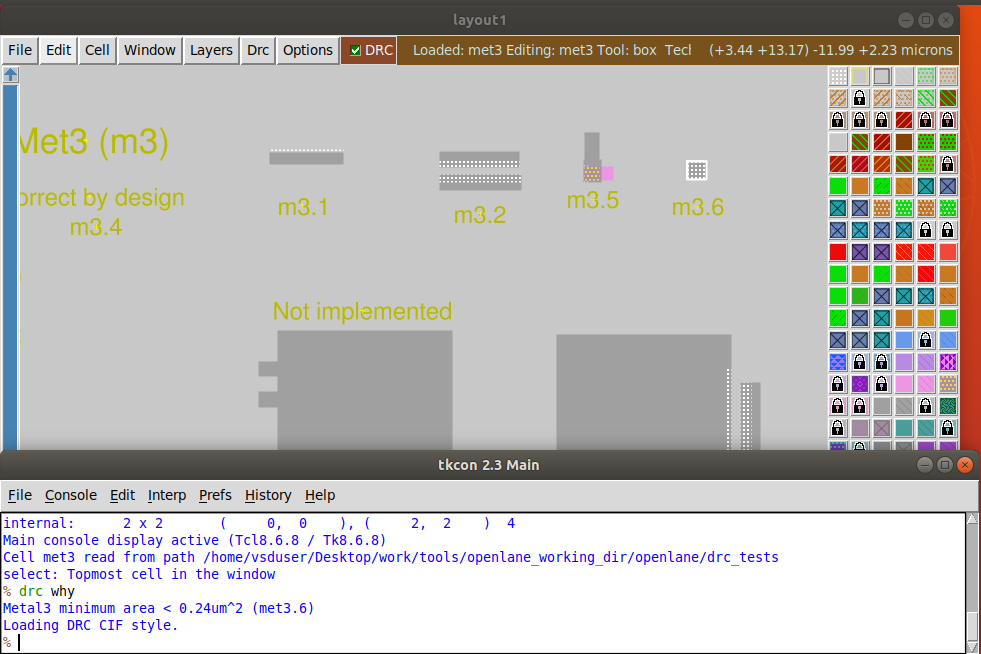 layout1
File Edit Cell Window Layers Drc Options DRC Loaded: met3 Editing: met3 Tool: box Tecl (+3.44 +13.17) -11.99 +2.23 microns
Met3 (m3)
orrect by design
m3.4
m3.1
m3.2
m3.5
m3.6
Not implemented
tkcon 2.3 Main
File Console Edit Interp Prefs History Help
internal: 2 x 2 ( 0, 0 ), ( 2, 2 ) 4
Main console display active (Tcl8.6.8 / Tk8.6.8)
Cell met3 read from path /home/vsduser/Desktop/work/tools/openlane_working_dir/openlane/drc_tests
select: Topmost cell in the window
% drc why
Metal3 minimum area < 0.24um^2 (met3.6)
Loading DRC CIF style.
%